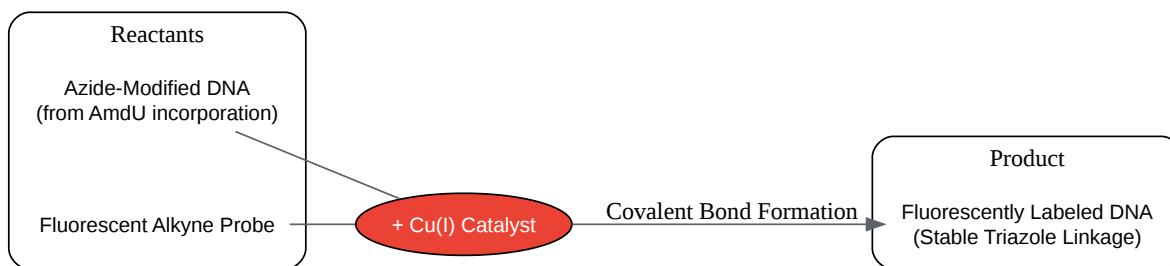 Reactants
Azide-Modified DNA
(from AmdU incorporation)
Fluorescent Alkyne Probe
+ Cu(I) Catalyst
Covalent Bond Formation
Product
Fluorescently Labeled DNA
(Stable Triazole Linkage)